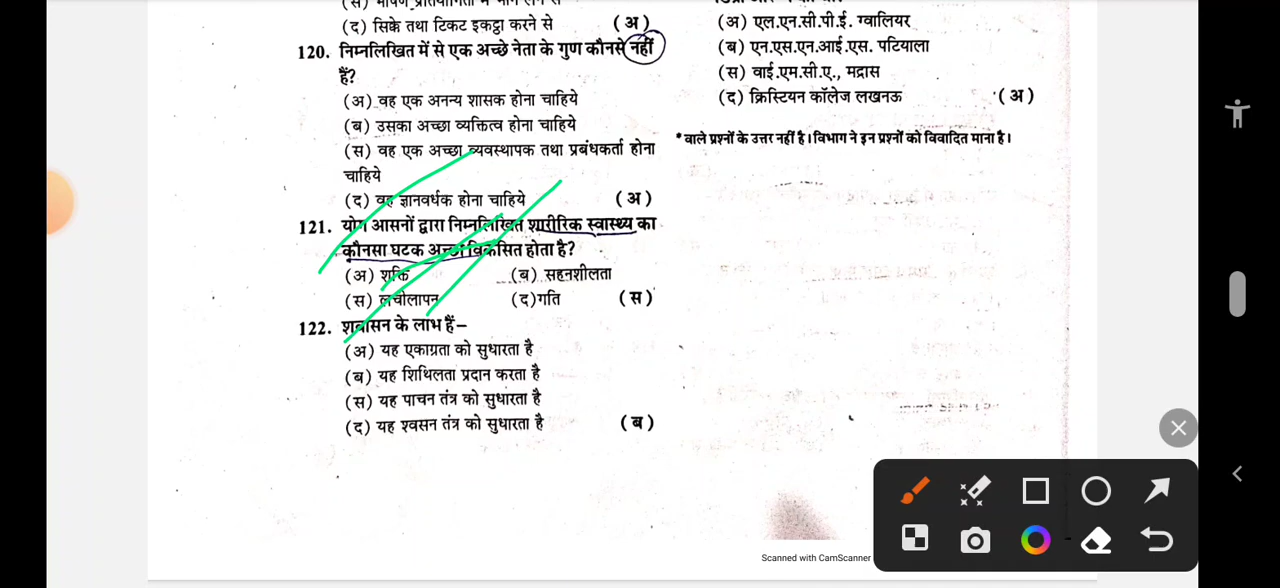 (स) भाषण प्रतियोगिता में भाग लेने से
(द) सिक्के तथा टिकट इकट्ठा करने से (अ)
120. निम्नलिखित में से एक अच्छे नेता के गुण कौनसे नहीं
हैं?
(अ) वह एक अनन्य शासक होना चाहिये
(ब) उसका अच्छा व्यक्तित्व होना चाहिये
(स) वह एक अच्छा व्यवस्थापक तथा प्रबंधकर्ता होना
चाहिये
(द) वह ज्ञानवर्धक होना चाहिये (अ)
121. योग आसनों द्वारा निम्नलिखित शारीरिक स्वास्थ्य का
कौनसा घटक अच्छा विकसित होता है?
(अ) शक्ति (ब) सहनशीलता
(स) लचीलापन (द)गति (स)
122. शवासन के लाभ हैं–
(अ) यह एकाग्रता को सुधारता है
(ब) यह शिथिलता प्रदान करता है
(स) यह पाचन तंत्र को सुधारता है
(द) यह श्वसन तंत्र को सुधारता है (ब)
(अ) एल.एन.सी.पी.ई. ग्वालियर
(ब) एन.एस.एन.आई.एस. पटियाला
(स) वाई.एम.सी.ए., मद्रास
(द) क्रिस्टियन कॉलेज लखनऊ (अ)
* वाले प्रश्नों के उत्तर नहीं है। विभाग ने इन प्रश्नों को विवादित माना है।
Scanned with CamScanner